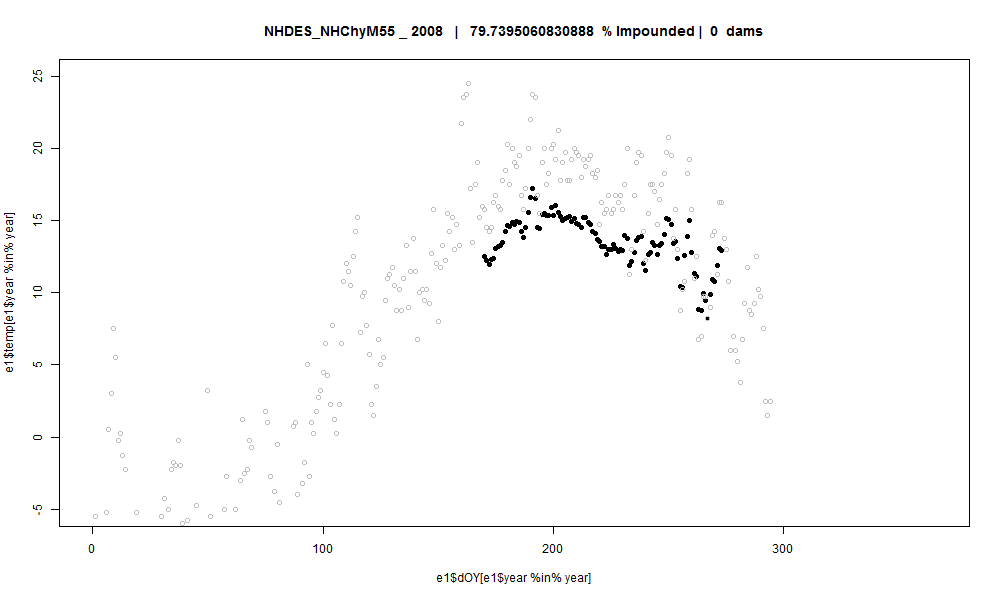 NHDES_NHChyM55 _ 2008 | 79.7395060830888 % Impounded | 0 dams
25
20
15
10
5
0
-5
e1$temp[e1$year %in% year]
0 100 200 300
e1$dOY[e1$year %in% year]